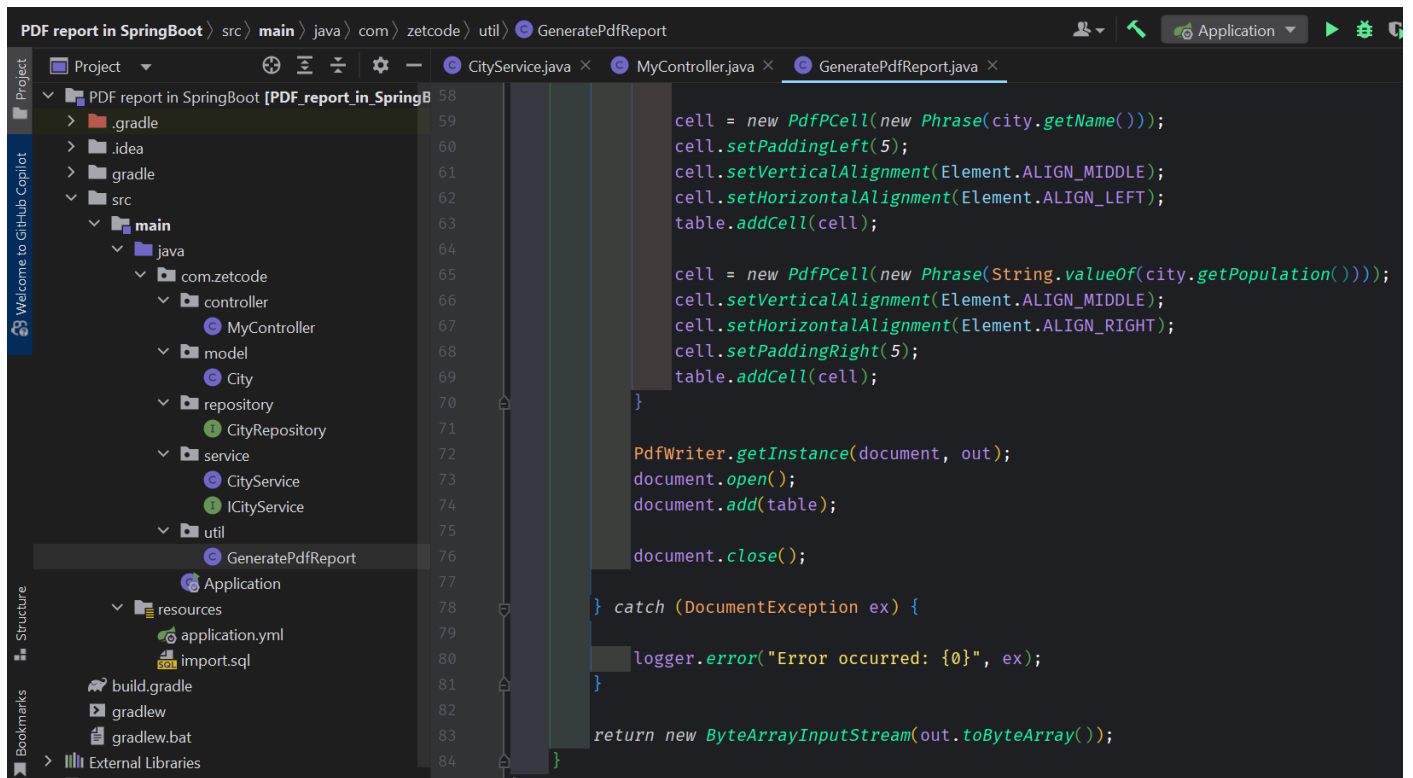 PDF report in SpringBoot src main java com zetcode util GeneratePdfReport Application
Project
Project CityService.java MyController.java GeneratePdfReport.java
Welcome to GitHub Copilot
Structure
Bookmarks
PDF report in SpringBoot [PDF_report_in_SpringB
.gradle
.idea
gradle
src
main
java
com.zetcode
controller
MyController
model
City
repository
CityRepository
service
CityService
ICityService
util
GeneratePdfReport
Application
resources
application.yml
import.sql
build.gradle
gradlew
gradlew.bat
External Libraries
58
59 cell = new PdfPCell(new Phrase(city.getName()));
60 cell.setPaddingLeft(5);
61 cell.setVerticalAlignment(Element.ALIGN_MIDDLE);
62 cell.setHorizontalAlignment(Element.ALIGN_LEFT);
63 table.addCell(cell);
64
65 cell = new PdfPCell(new Phrase(String.valueOf(city.getPopulation())));
66 cell.setVerticalAlignment(Element.ALIGN_MIDDLE);
67 cell.setHorizontalAlignment(Element.ALIGN_RIGHT);
68 cell.setPaddingRight(5);
69 table.addCell(cell);
70 }
71
72 PdfWriter.getInstance(document, out);
73 document.open();
74 document.add(table);
75
76 document.close();
77
78 } catch (DocumentException ex) {
79
80 logger.error("Error occurred: {0}", ex);
81 }
82
83 return new ByteArrayInputStream(out.toByteArray());
84 }